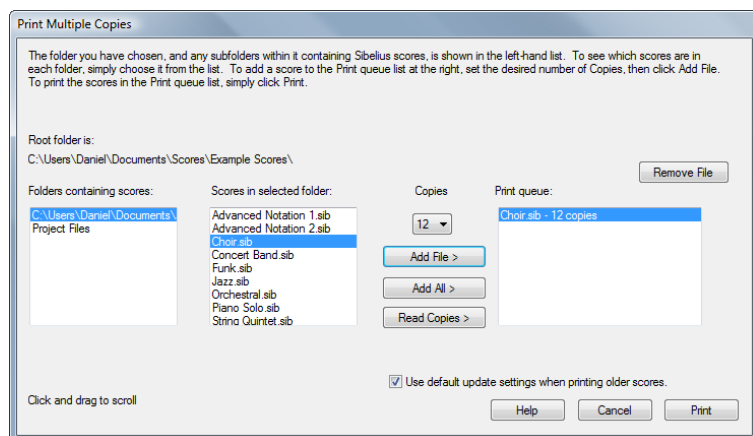 Print Multiple Copies
The folder you have chosen, and any subfolders within it containing Sibelius scores, is shown in the left-hand list. To see which scores are in
each folder, simply choose it from the list. To add a score to the Print queue list at the right, set the desired number of Copies, then click Add File.
To print the scores in the Print queue list, simply click Print.
Root folder is:
C:\Users\Daniel\Documents\Scores\Example Scores\
Remove File
Folders containing scores:
C:\Users\Daniel\Documents\
Project Files
Scores in selected folder:
Advanced Notation 1.sib
Advanced Notation 2.sib
Choir.sib
Concert Band.sib
Funk.sib
Jazz.sib
Orchestral.sib
Piano Solo.sib
String Quintet.sib
Copies
12
Add File >
Add All >
Read Copies >
Print queue:
Choir.sib - 12 copies
Use default update settings when printing older scores.
Click and drag to scroll
Help
Cancel
Print